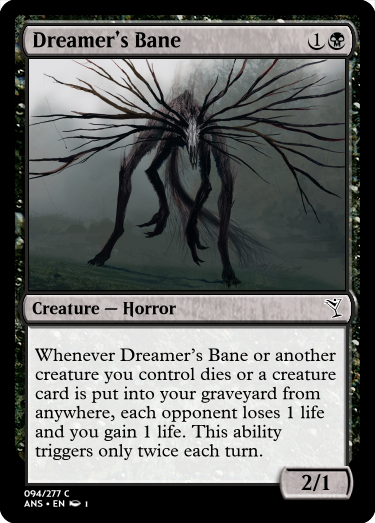 Dreamer's Bane 1
Creature — Horror
Whenever Dreamer's Bane or another
creature you control dies or a creature
card is put into your graveyard from
anywhere, each opponent loses 1 life
and you gain 1 life. This ability
triggers only twice each turn.
2/1
094/277 C
ANS • EN 1